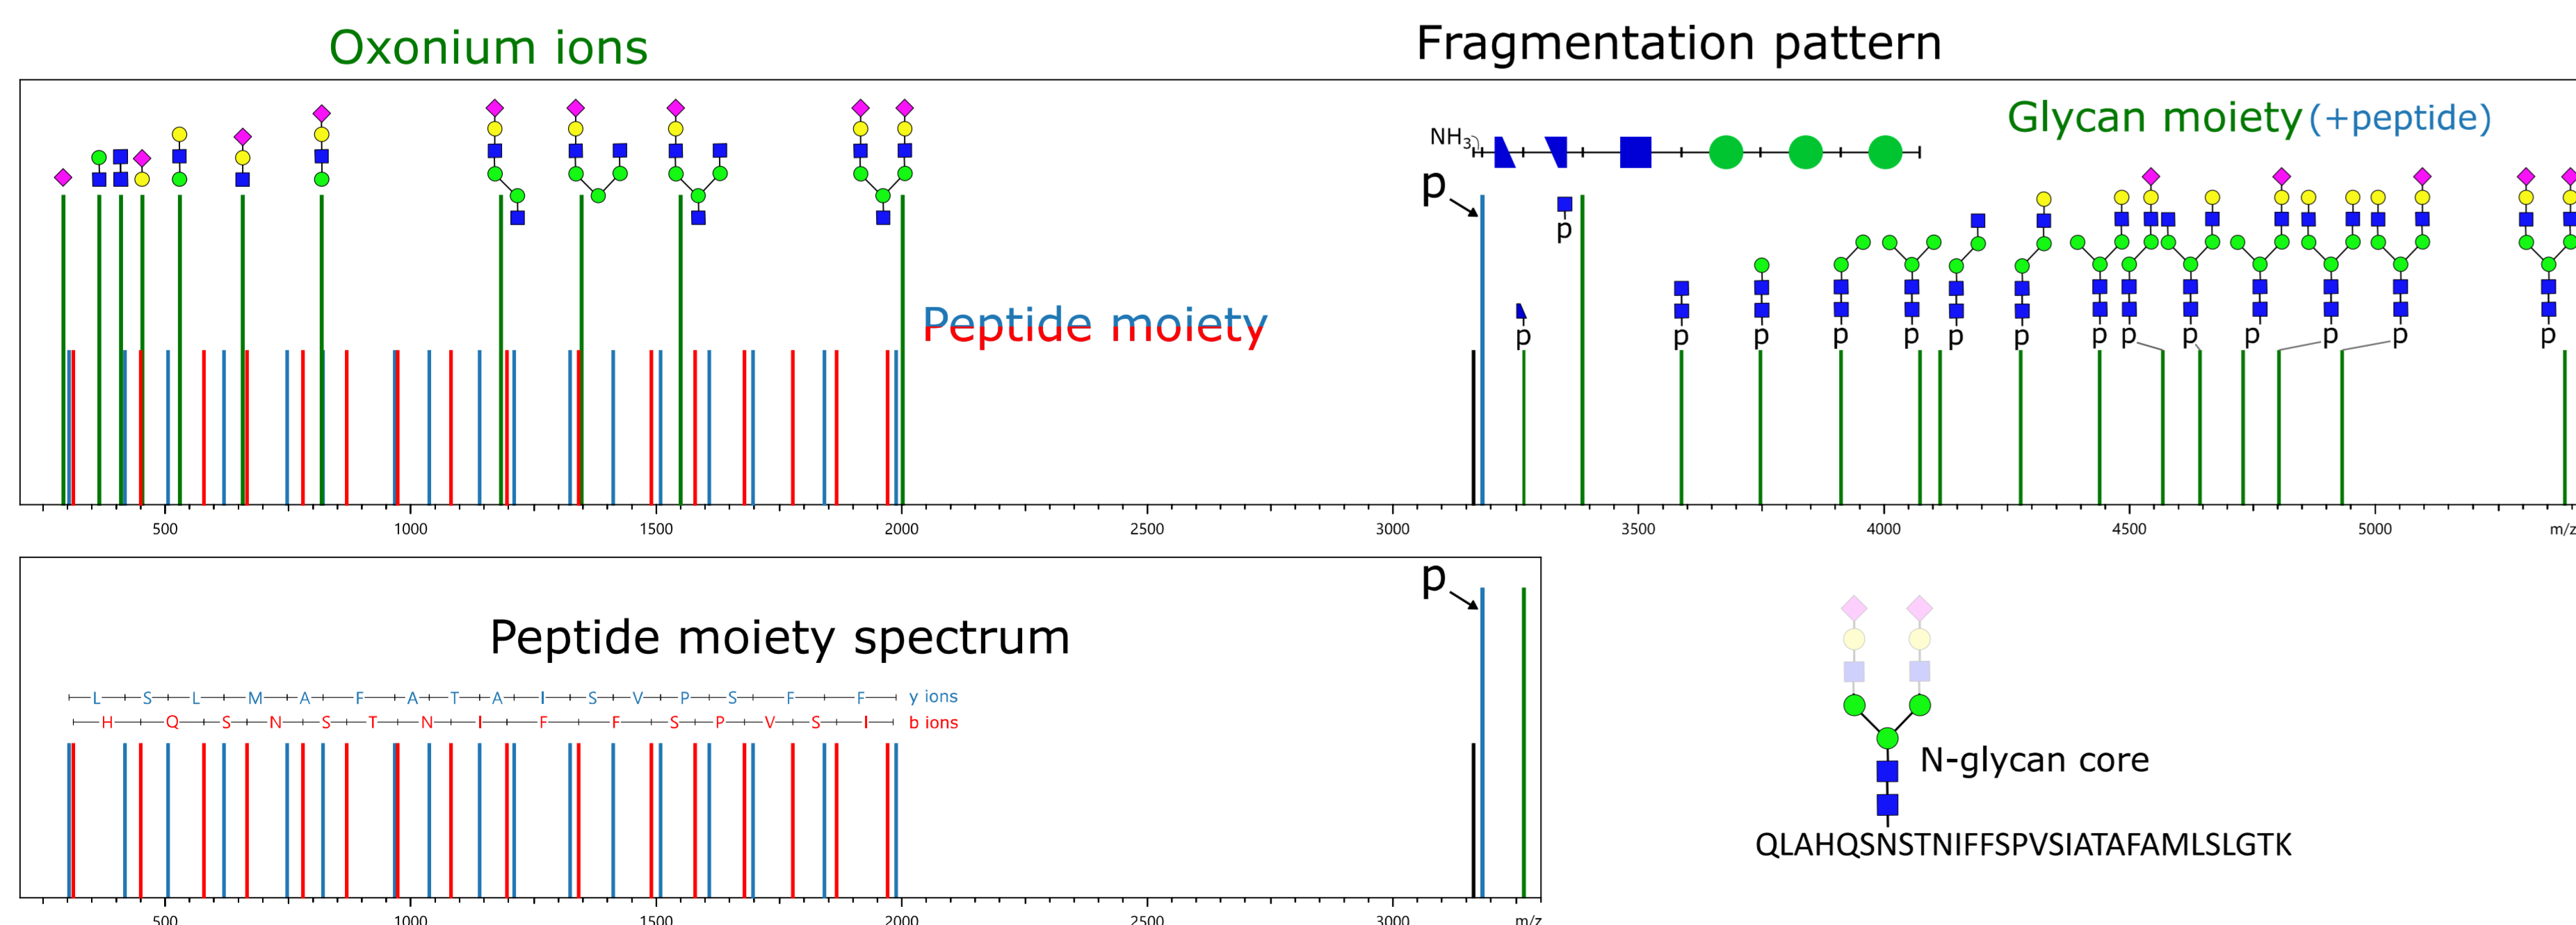 Oxonium ions
Fragmentation pattern
Glycan moiety (+peptide)
NH3
p
p
p
Peptide moiety
p p p p p p p p p p p p p
500 1000 1500 2000 2500 3000 3500 4000 4500 5000 m/z
p
Peptide moiety spectrum
L S L M A F A T A I S V P S F F y ions
H Q S N S T N I F F S P V S I b ions
N-glycan core
QLAHQSNSTNIFFSPVSIATAFAMLSLGTK
500 1000 1500 2000 2500 3000 m/z